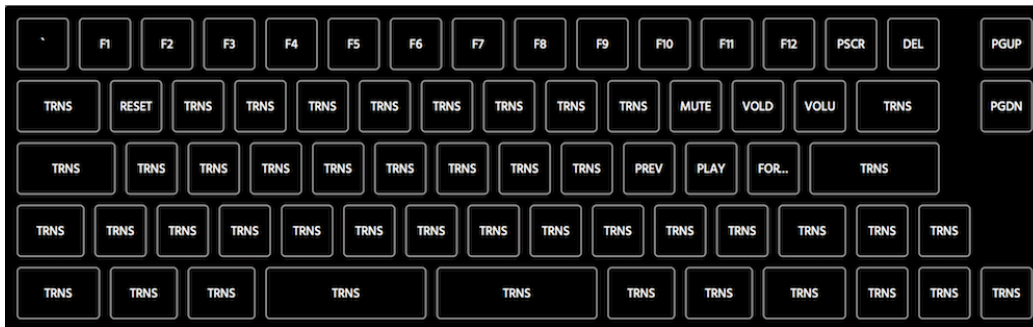 ` F1 F2 F3 F4 F5 F6 F7 F8 F9 F10 F11 F12 PSCR DEL PGUP
TRNS RESET TRNS TRNS TRNS TRNS TRNS TRNS TRNS TRNS MUTE VOLD VOLU TRNS PGDN
TRNS TRNS TRNS TRNS TRNS TRNS TRNS TRNS TRNS PREV PLAY FOR... TRNS
TRNS TRNS TRNS TRNS TRNS TRNS TRNS TRNS TRNS TRNS TRNS TRNS TRNS TRNS TRNS
TRNS TRNS TRNS TRNS TRNS TRNS TRNS TRNS TRNS TRNS TRNS